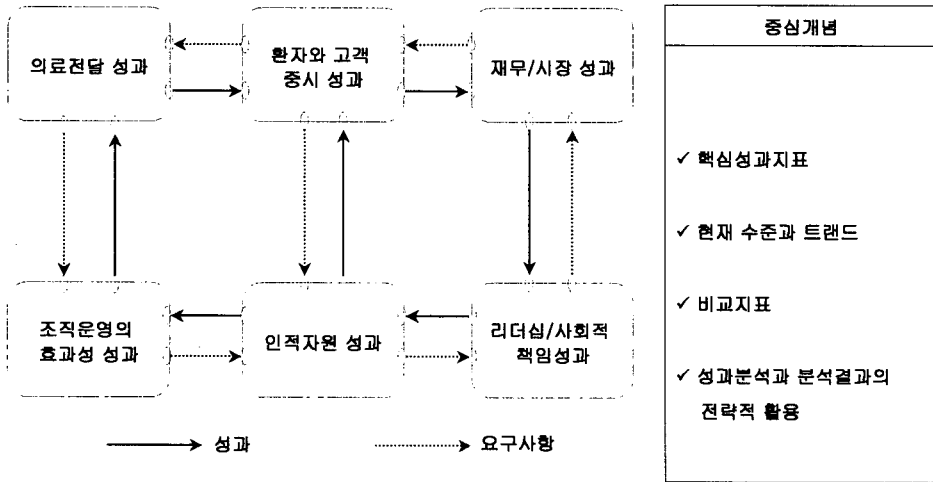 의료전달 성과
환자와 고객
중시 성과
재무/시장 성과
조직운영의
효과성 성과
인적자원 성과
리더십/사회적
책임성과
성과
요구사항
중심개념
✓ 핵심성과지표
✓ 현재 수준과 트랜드
✓ 비교지표
✓ 성과분석과 분석결과의
전략적 활용